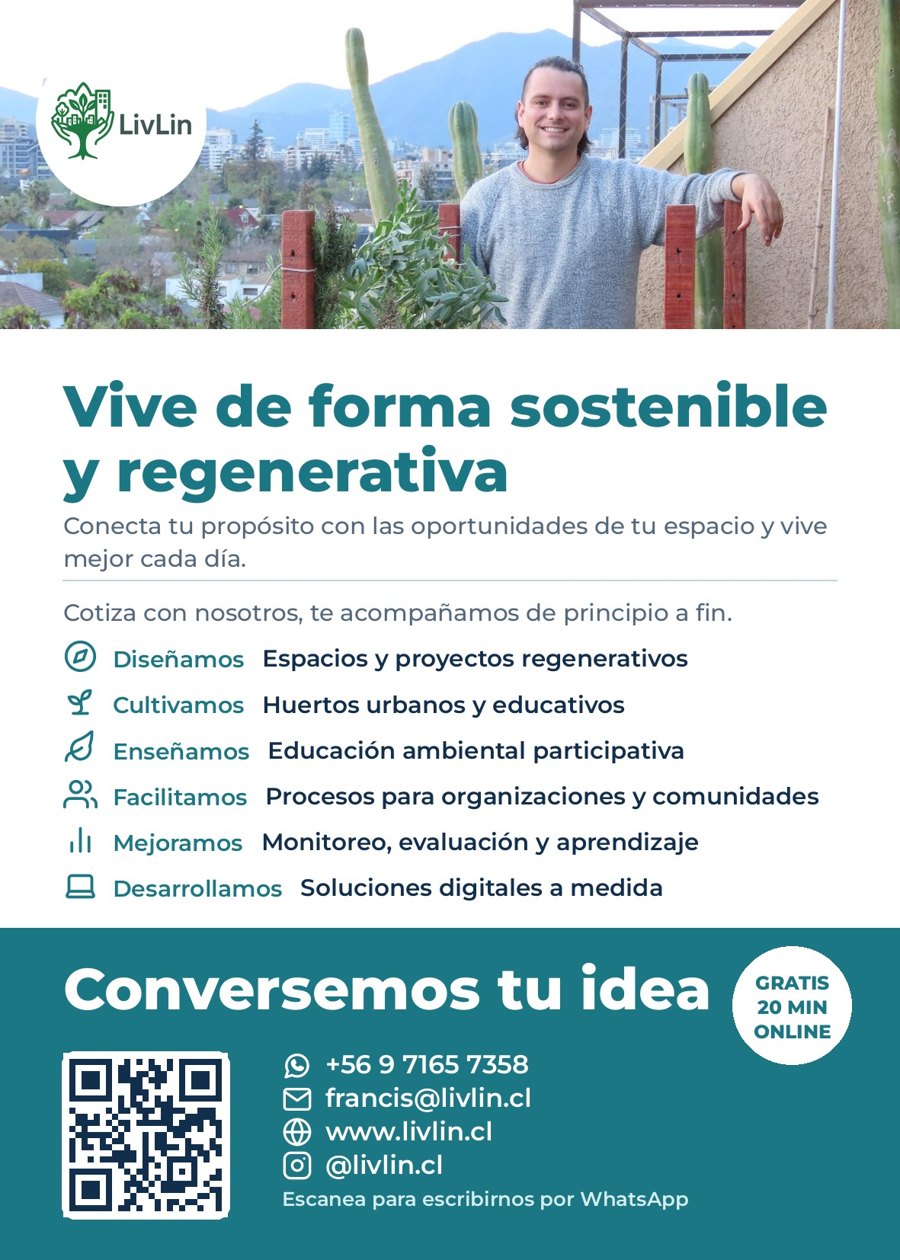 LivLin
Vive de forma sostenible
y regenerativa
Conecta tu propósito con las oportunidades de tu espacio y vive
mejor cada día.
Cotiza con nosotros, te acompañamos de principio a fin.
Diseñamos Espacios y proyectos regenerativos
Cultivamos Huertos urbanos y educativos
Enseñamos Educación ambiental participativa
Facilitamos Procesos para organizaciones y comunidades
Mejoramos Monitoreo, evaluación y aprendizaje
Desarrollamos Soluciones digitales a medida
Conversemos tu idea
GRATIS
20 MIN
ONLINE
+56 9 7165 7358
francis@livlin.cl
www.livlin.cl
@livlin.cl
Escanea para escribirnos por WhatsApp